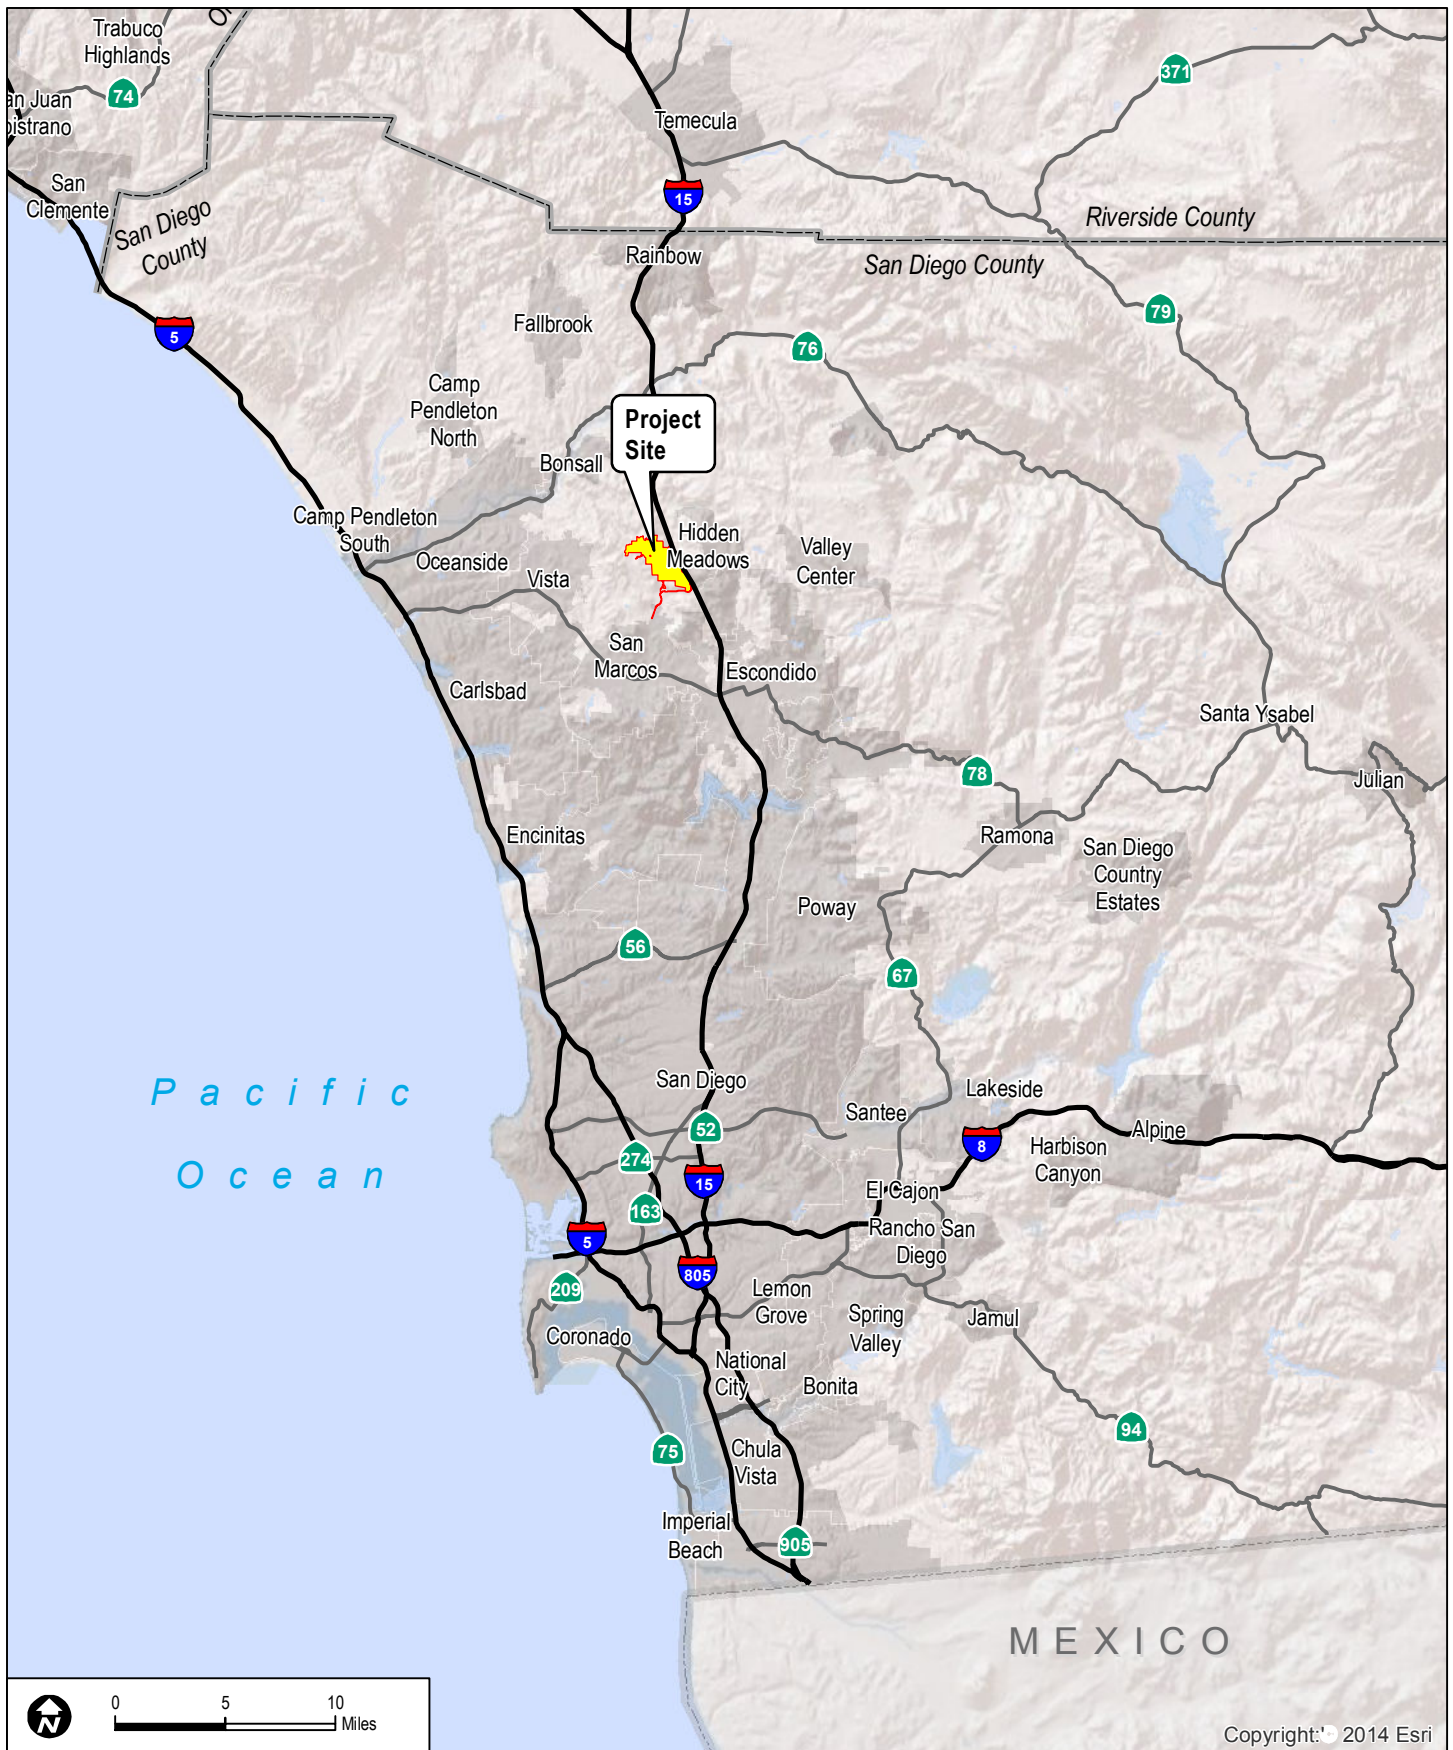 Trabuco
Highlands
74
371
an Juan
pistrano
Temecula
San
Clemente
15
San Diego
County
Riverside County
Rainbow
San Diego County
79
Fallbrook
5
76
Camp
Pendleton
North
Project
Site
Bonsall
Camp Pendleton
South
Hidden
Meadows
Valley
Center
Oceanside
Vista
San
Marcos
Escondido
Carlsbad
Santa Ysabel
78
Julian
Encinitas
Ramona
San Diego
Country
Estates
Poway
56
67
Pacific
Ocean
San Diego
Lakeside
Santee
52
8
Alpine
274
Harbison
Canyon
15
El Cajon
163
Rancho San
Diego
5
805
209
Lemon
Grove
Spring
Valley
Jamul
Coronado
National
City
Bonita
94
75
Chula
Vista
Imperial
Beach
905
MEXICO
N
0 5 10
Miles
Copyright: 2014 Esri